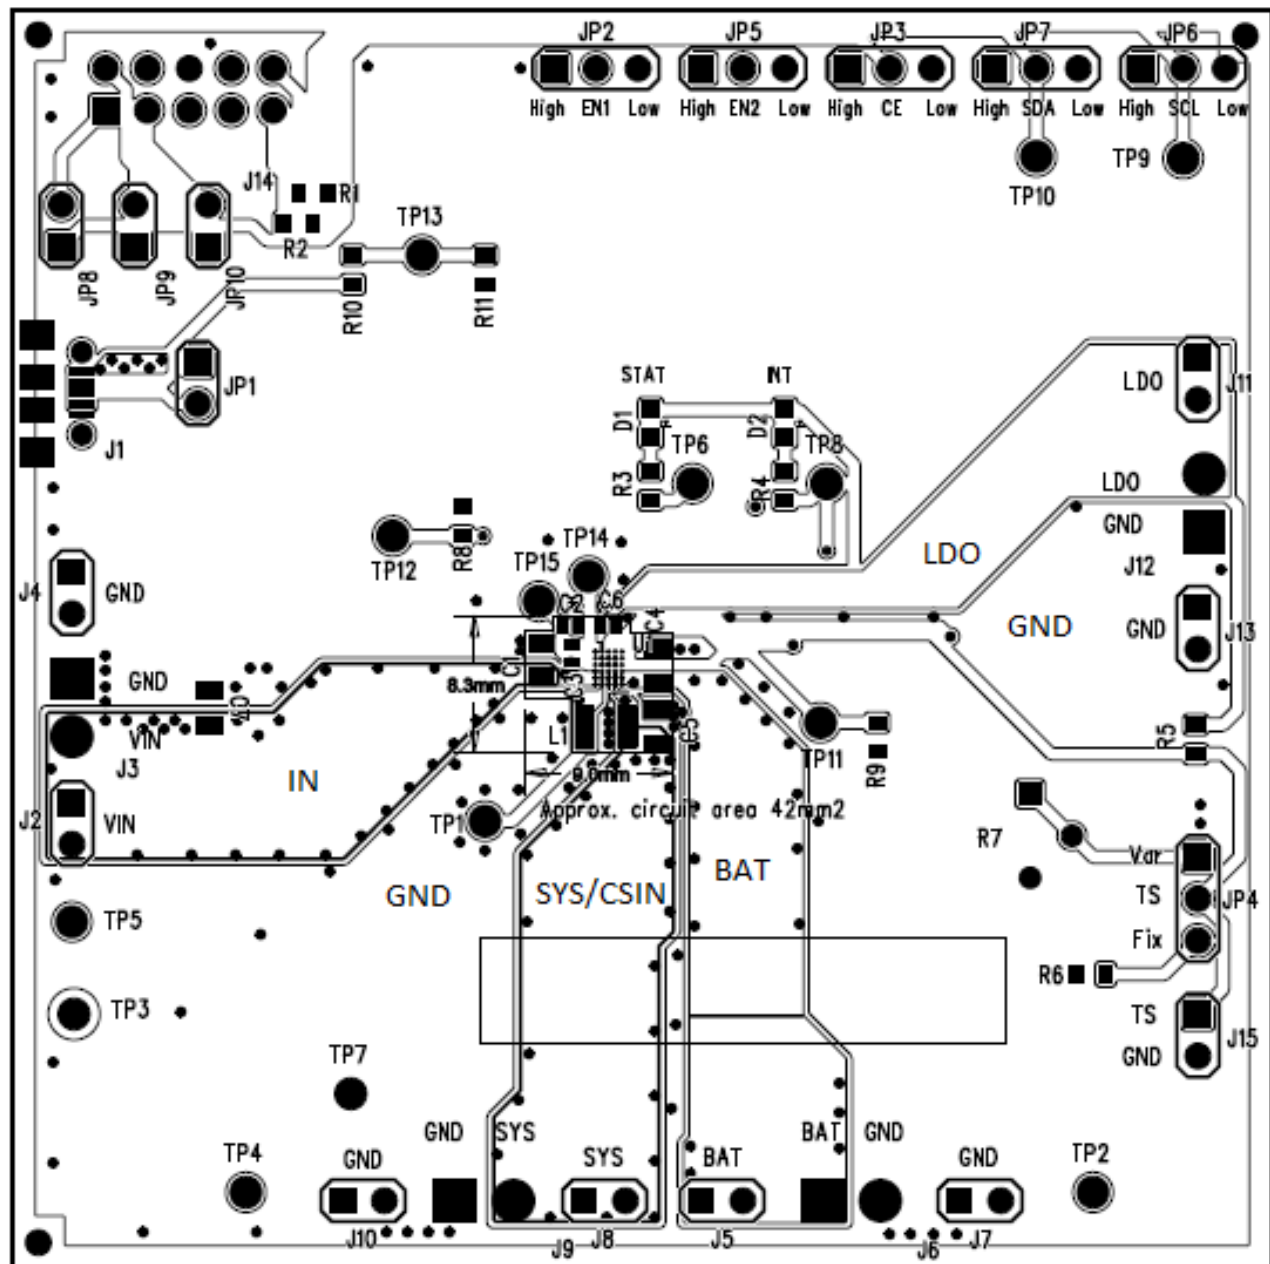 JP2 JP5 JP3 JP7 JP6
High EN1 Low High EN2 Low High CE Low High SDA Low High SCL Low
TP9
TP10
J14
R1
TP13
R2
JP8 JP9 JP10
R10
R11
STAT INT
JP1
LDO
J11
D1
D2
J1
TP6 TP8
R3
R4
LDO
GND
TP14
LDO
TP12
R8
TP15
J12
J4
GND
C2 C6
C4
U1
GND
GND
J13
GND
C1
C3
8.3mm
C7
VIN
L1
C5
R5
J3
TP11
R9
IN
9.0mm
J2
VIN
TP1
Approx. circuit area 42mm2
R7
Var
BAT
GND
SYS/CSIN
TS
JP4
TP5
Fix
R6
TP3
TS
J15
TP7
GND
GND SYS
BAT GND
TP4
GND
SYS
BAT
GND
TP2
J10
J9
J8
J5
J6
J7